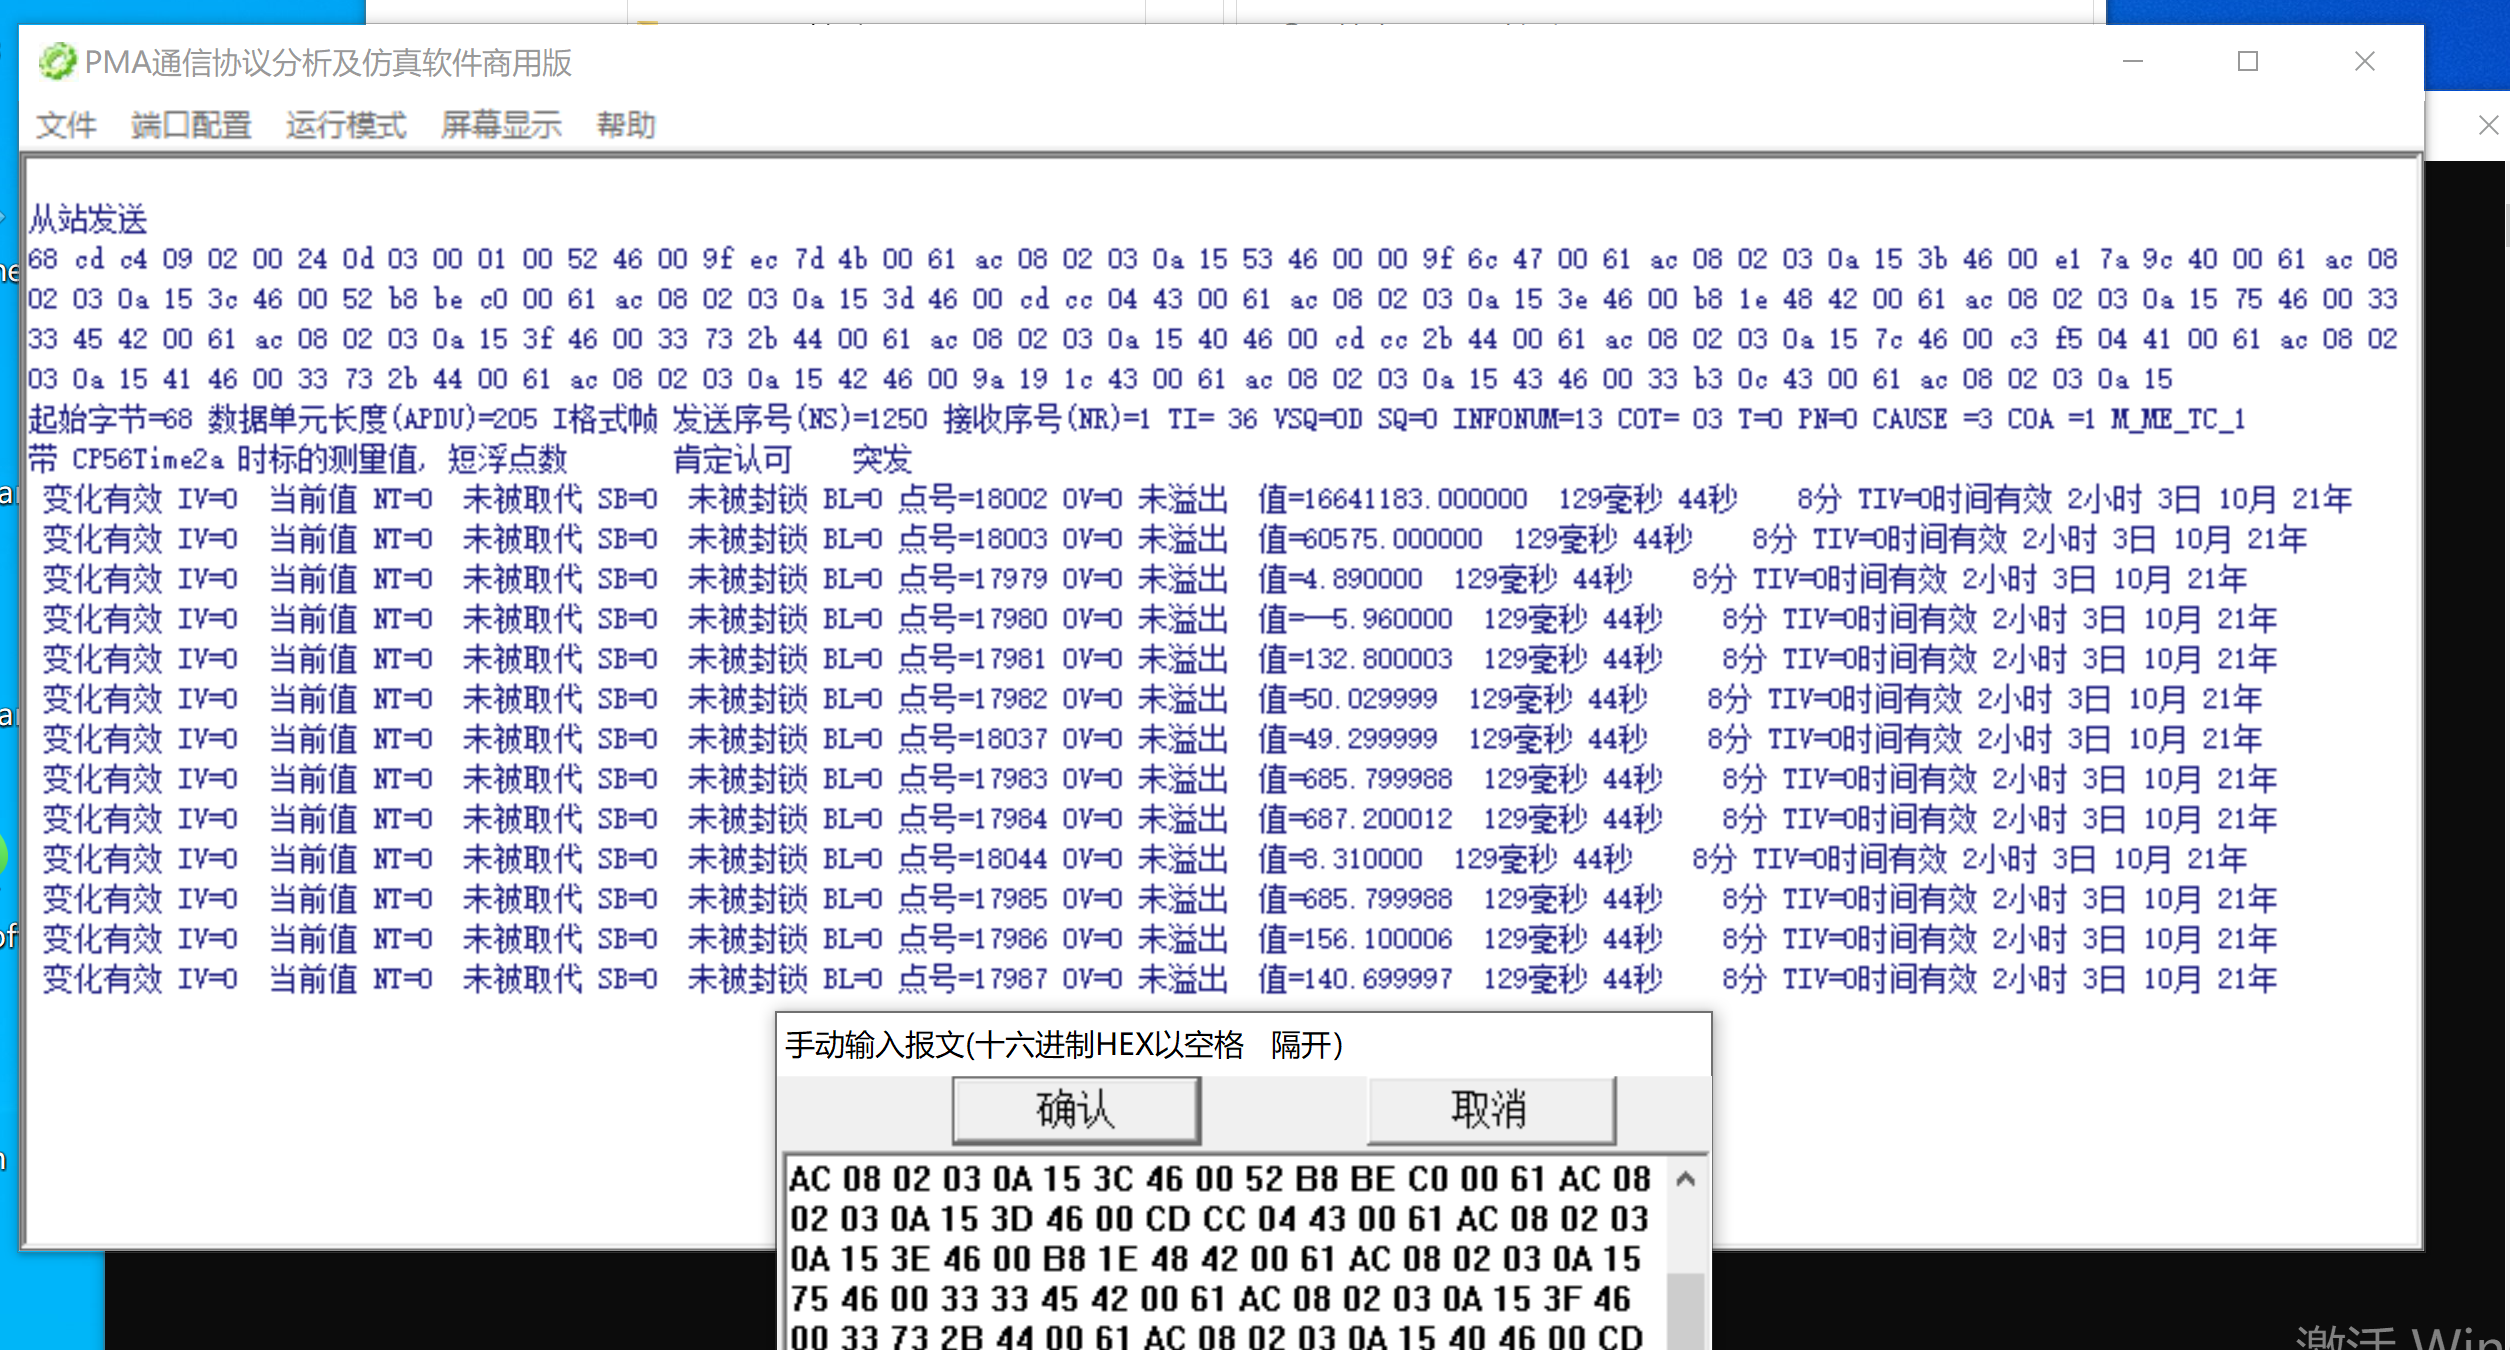 PMA通信协议分析及仿真软件商用版
文件 端口配置 运行模式 屏幕显示 帮助
从站发送
68 cd c4 09 02 00 24 0d 03 00 01 00 52 46 00 9f ec 7d 4b 00 61 ac 08 02 03 0a 15 53 46 00 00 9f 6c 47 00 61 ac 08 02 03 0a 15 3b 46 00 e1 7a 9c 40 00 61 ac 08
02 03 0a 15 3c 46 00 52 b8 be c0 00 61 ac 08 02 03 0a 15 3d 46 00 cd cc 04 43 00 61 ac 08 02 03 0a 15 3e 46 00 b8 1e 48 42 00 61 ac 08 02 03 0a 15 75 46 00 33
33 45 42 00 61 ac 08 02 03 0a 15 3f 46 00 33 73 2b 44 00 61 ac 08 02 03 0a 15 40 46 00 cd cc 2b 44 00 61 ac 08 02 03 0a 15 7c 46 00 c3 f5 04 41 00 61 ac 08 02
03 0a 15 41 46 00 33 73 2b 44 00 61 ac 08 02 03 0a 15 42 46 00 9a 19 1c 43 00 61 ac 08 02 03 0a 15 43 46 00 33 b3 0c 43 00 61 ac 08 02 03 0a 15
起始字节=68 数据单元长度(APDU)=205 I格式帧 发送序号(NS)=1250 接收序号(NR)=1 TI= 36 VSQ=0D SQ=0 INFONUM=13 COT= 03 T=0 PN=0 CAUSE =3 COA =1 M_ME_TC_1
带 CP56Time2a 时标的测量值, 短浮点数 肯定认可 突发
变化有效 IV=0 当前值 NT=0 未被取代 SB=0 未被封锁 BL=0 点号=18002 OV=0 未溢出 值=16641183.000000 129毫秒 44秒 8分 TIV=0时间有效 2小时 3日 10月 21年
变化有效 IV=0 当前值 NT=0 未被取代 SB=0 未被封锁 BL=0 点号=18003 OV=0 未溢出 值=60575.000000 129毫秒 44秒 8分 TIV=0时间有效 2小时 3日 10月 21年
变化有效 IV=0 当前值 NT=0 未被取代 SB=0 未被封锁 BL=0 点号=17979 OV=0 未溢出 值=4.890000 129毫秒 44秒 8分 TIV=0时间有效 2小时 3日 10月 21年
变化有效 IV=0 当前值 NT=0 未被取代 SB=0 未被封锁 BL=0 点号=17980 OV=0 未溢出 值=-5.960000 129毫秒 44秒 8分 TIV=0时间有效 2小时 3日 10月 21年
变化有效 IV=0 当前值 NT=0 未被取代 SB=0 未被封锁 BL=0 点号=17981 OV=0 未溢出 值=132.800003 129毫秒 44秒 8分 TIV=0时间有效 2小时 3日 10月 21年
变化有效 IV=0 当前值 NT=0 未被取代 SB=0 未被封锁 BL=0 点号=17982 OV=0 未溢出 值=50.029999 129毫秒 44秒 8分 TIV=0时间有效 2小时 3日 10月 21年
变化有效 IV=0 当前值 NT=0 未被取代 SB=0 未被封锁 BL=0 点号=18037 OV=0 未溢出 值=49.299999 129毫秒 44秒 8分 TIV=0时间有效 2小时 3日 10月 21年
变化有效 IV=0 当前值 NT=0 未被取代 SB=0 未被封锁 BL=0 点号=17983 OV=0 未溢出 值=685.799988 129毫秒 44秒 8分 TIV=0时间有效 2小时 3日 10月 21年
变化有效 IV=0 当前值 NT=0 未被取代 SB=0 未被封锁 BL=0 点号=17984 OV=0 未溢出 值=687.200012 129毫秒 44秒 8分 TIV=0时间有效 2小时 3日 10月 21年
变化有效 IV=0 当前值 NT=0 未被取代 SB=0 未被封锁 BL=0 点号=18044 OV=0 未溢出 值=8.310000 129毫秒 44秒 8分 TIV=0时间有效 2小时 3日 10月 21年
变化有效 IV=0 当前值 NT=0 未被取代 SB=0 未被封锁 BL=0 点号=17985 OV=0 未溢出 值=685.799988 129毫秒 44秒 8分 TIV=0时间有效 2小时 3日 10月 21年
变化有效 IV=0 当前值 NT=0 未被取代 SB=0 未被封锁 BL=0 点号=17986 OV=0 未溢出 值=156.100006 129毫秒 44秒 8分 TIV=0时间有效 2小时 3日 10月 21年
变化有效 IV=0 当前值 NT=0 未被取代 SB=0 未被封锁 BL=0 点号=17987 OV=0 未溢出 值=140.699997 129毫秒 44秒 8分 TIV=0时间有效 2小时 3日 10月 21年
手动输入报文(十六进制HEX以空格 隔开)
确认 取消
AC 08 02 03 0A 15 3C 46 00 52 B8 BE C0 00 61 AC 08
02 03 0A 15 3D 46 00 CD CC 04 43 00 61 AC 08 02 03
0A 15 3E 46 00 B8 1E 48 42 00 61 AC 08 02 03 0A 15
75 46 00 33 33 45 42 00 61 AC 08 02 03 0A 15 3F 46
00 33 73 2B 44 00 61 AC 08 02 03 0A 15 40 46 00 CD
激活 Win